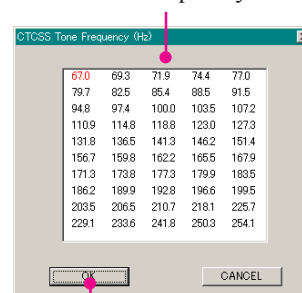 CTCSS Tone Frequency (Hz)
67.0 69.3 71.9 74.4 77.0
79.7 82.5 85.4 88.5 91.5
94.8 97.4 100.0 103.5 107.2
110.9 114.8 118.8 123.0 127.3
131.8 136.5 141.3 146.2 151.4
156.7 159.8 162.2 165.5 167.9
171.3 173.8 177.3 179.9 183.5
186.2 189.9 192.8 196.6 199.5
203.5 206.5 210.7 218.1 225.7
229.1 233.6 241.8 250.3 254.1
OK CANCEL